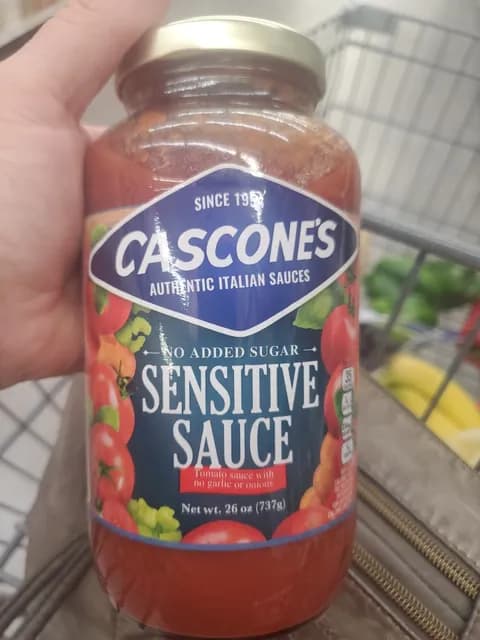 SINCE 195
CASCONE'S
AUTHENTIC ITALIAN SAUCES
NO ADDED SUGAR
SENSITIVE
SAUCE
Tomato sauce with
no garlic or onions
Net wt. 26 oz (737g)